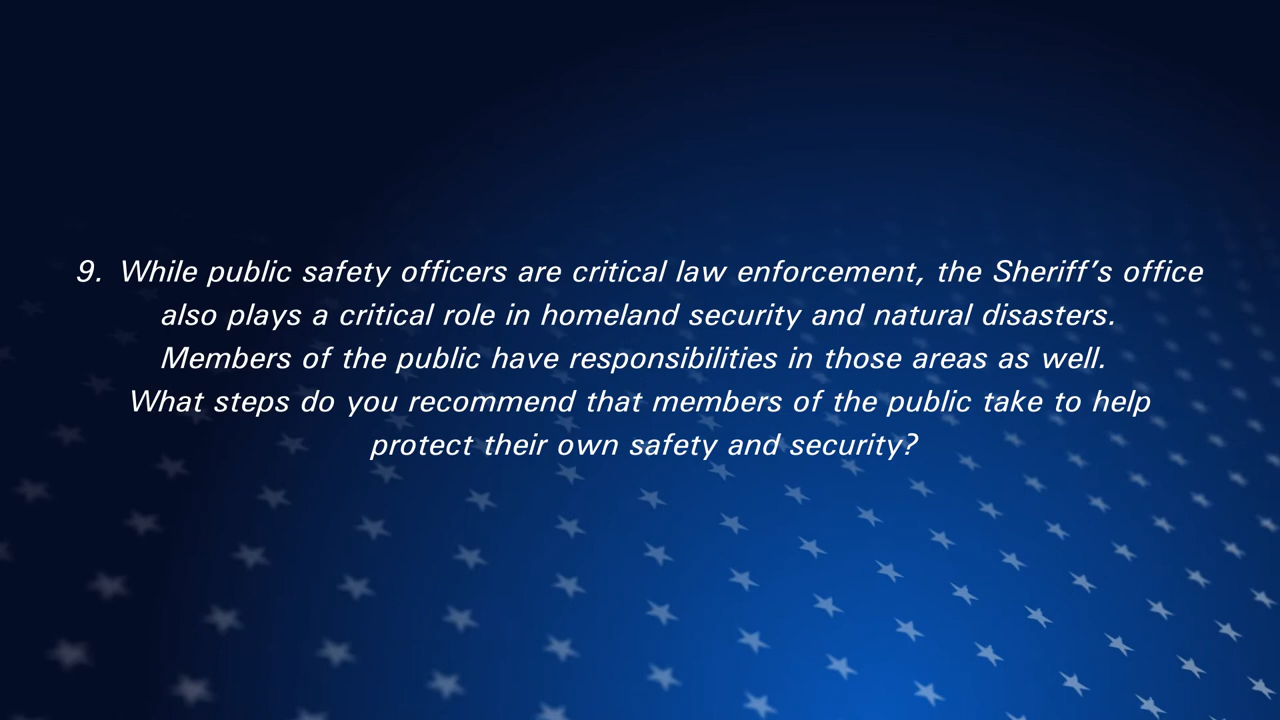 9. While public safety officers are critical law enforcement, the Sheriff's office
also plays a critical role in homeland security and natural disasters.
Members of the public have responsibilities in those areas as well.
What steps do you recommend that members of the public take to help
protect their own safety and security?